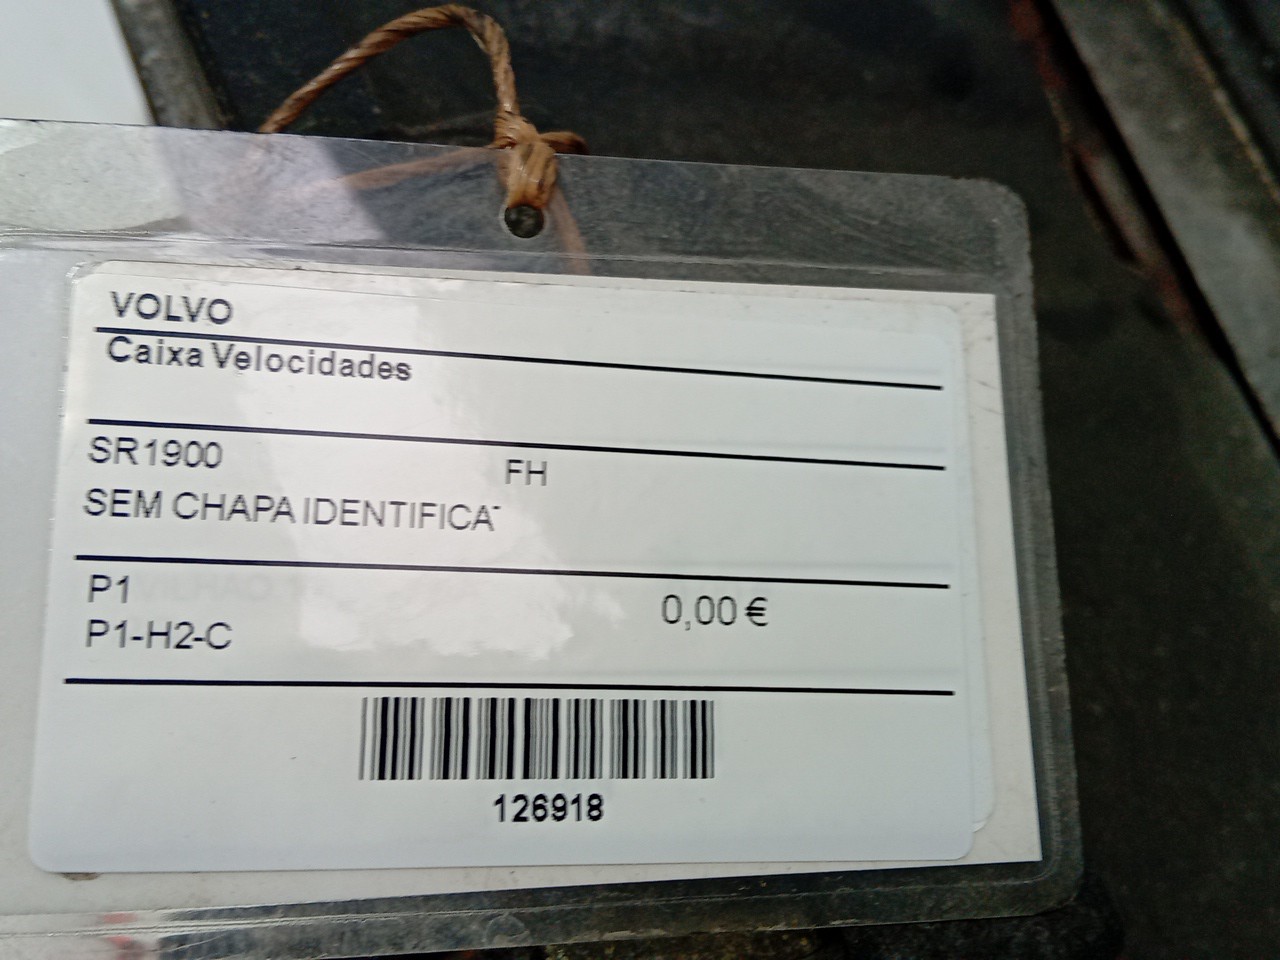 VOLVO
Caixa Velocidades
SR1900 FH
SEM CHAPA IDENTIFICA
P1
0,00 €
P1-H2-C
126918